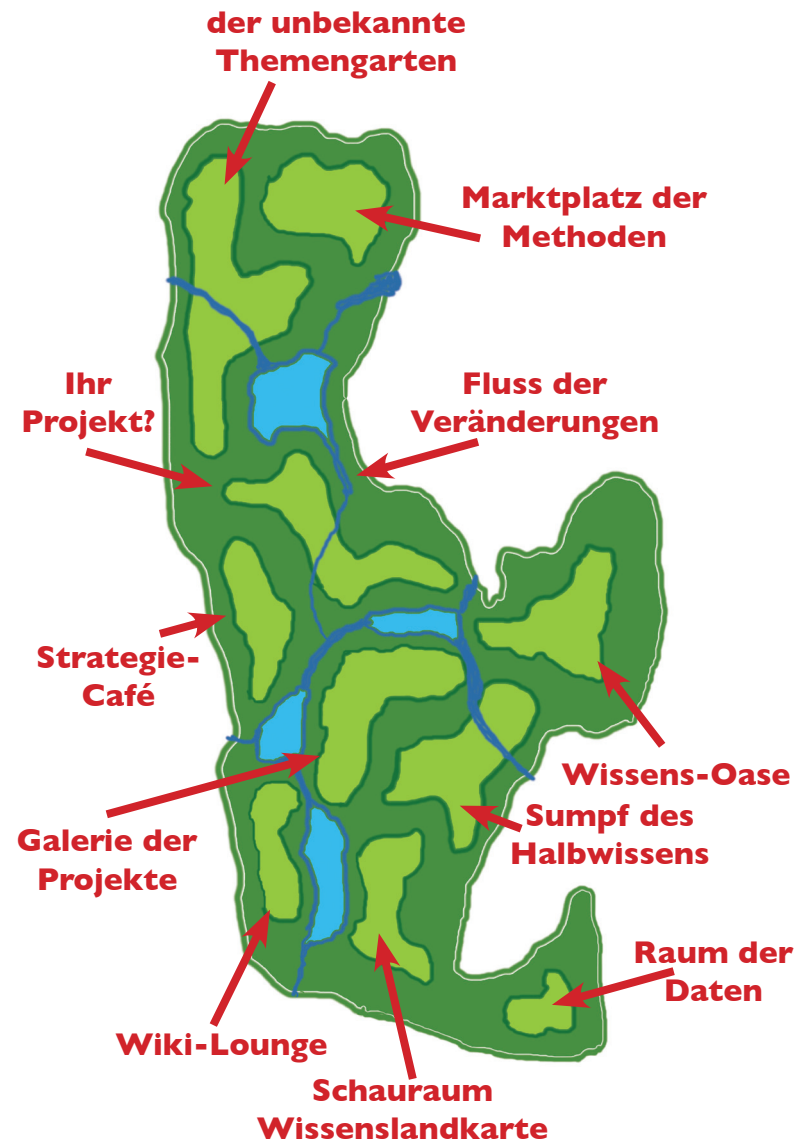 der unbekannte
Themengarten
Marktplatz der
Methoden
Ihr
Projekt?
Fluss der
Veränderungen
Strategie-
Café
Wissens-Oase
Galerie der
Projekte
Sumpf des
Halbwissens
Raum der
Daten
Wiki-Lounge
Schauraum
Wissenslandkarte